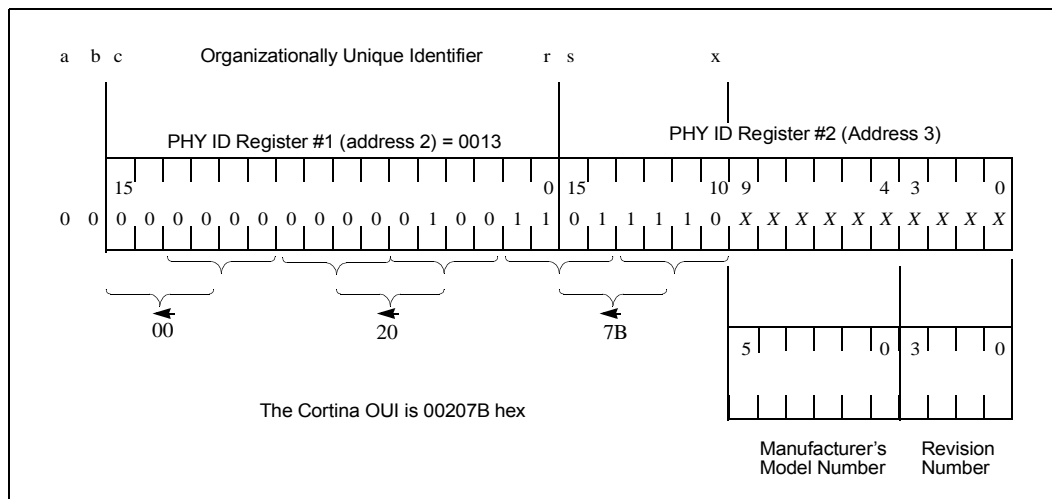 a b c Organizationally Unique Identifier r s x
PHY ID Register #1 (address 2) = 0013 PHY ID Register #2 (Address 3)
15 0 15 10 9 4 3 0
0 0 0 0 0 0 0 0 0 0 0 0 0 1 0 0 1 1 0 1 1 1 1 0 X X X X X X X X X X
00 20 7B
5 0 3 0
The Cortina OUI is 00207B hex
Manufacturer's Revision
Model Number Number